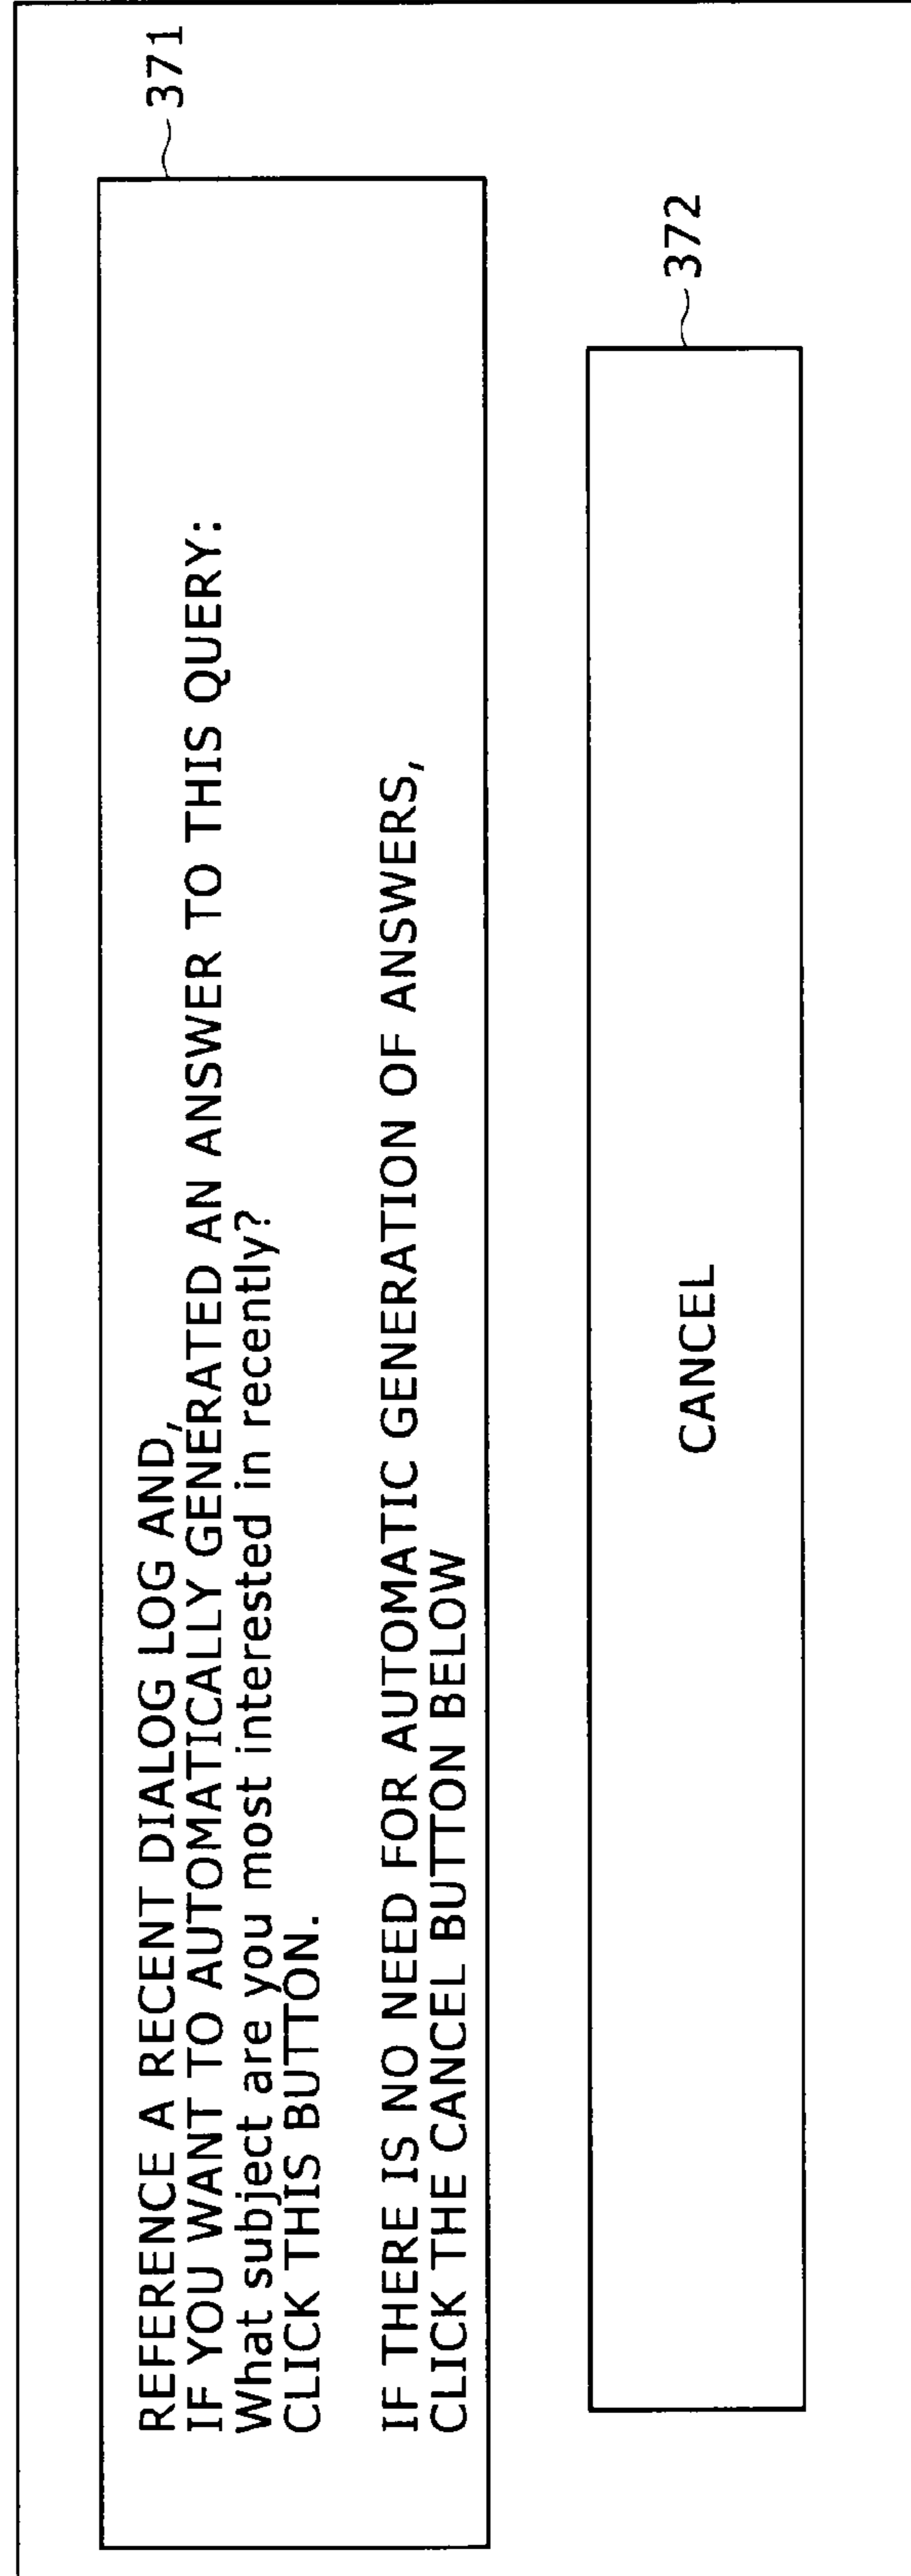 REFERENCE A RECENT DIALOG LOG AND,
IF YOU WANT TO AUTOMATICALLY GENERATED AN ANSWER TO THIS QUERY:
What subject are you most interested in recently?
CLICK THIS BUTTON.
IF THERE IS NO NEED FOR AUTOMATIC GENERATION OF ANSWERS,
CLICK THE CANCEL BUTTON BELOW
371
CANCEL
372